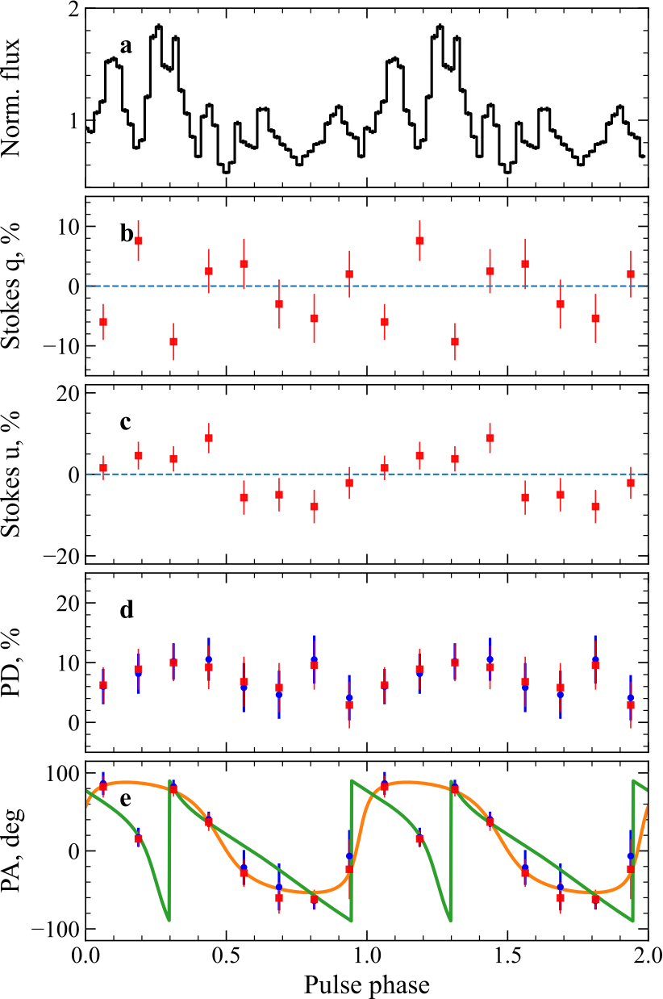 2
1
Norm. flux
a
10
0
−10
Stokes q, %
b
20
0
−20
Stokes u, %
c
20
10
0
PD, %
d
100
0
−100
PA, deg
e
0.0 0.5 1.0 1.5 2.0
Pulse phase